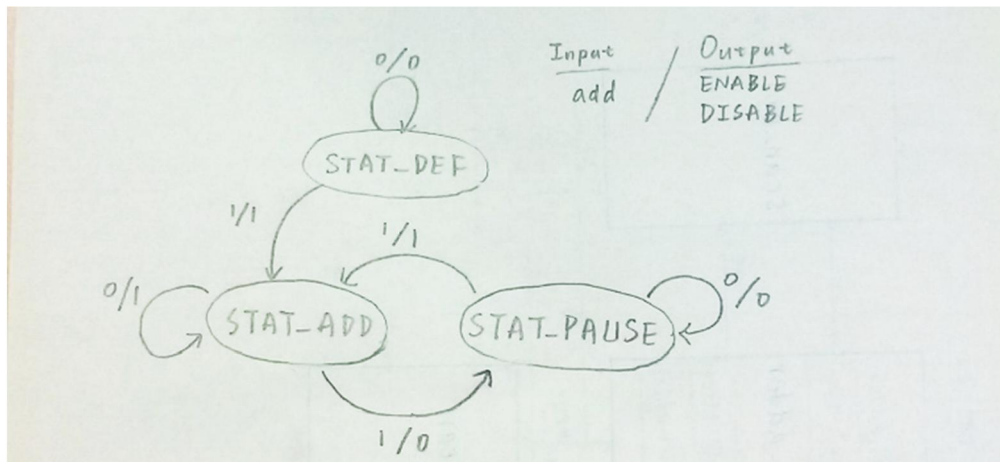 0/0
Input / Output
add
ENABLE
DISABLE
STAT_DEF
1/1
1/1
0/1
0/0
STAT_ADD
STAT_PAUSE
1/0